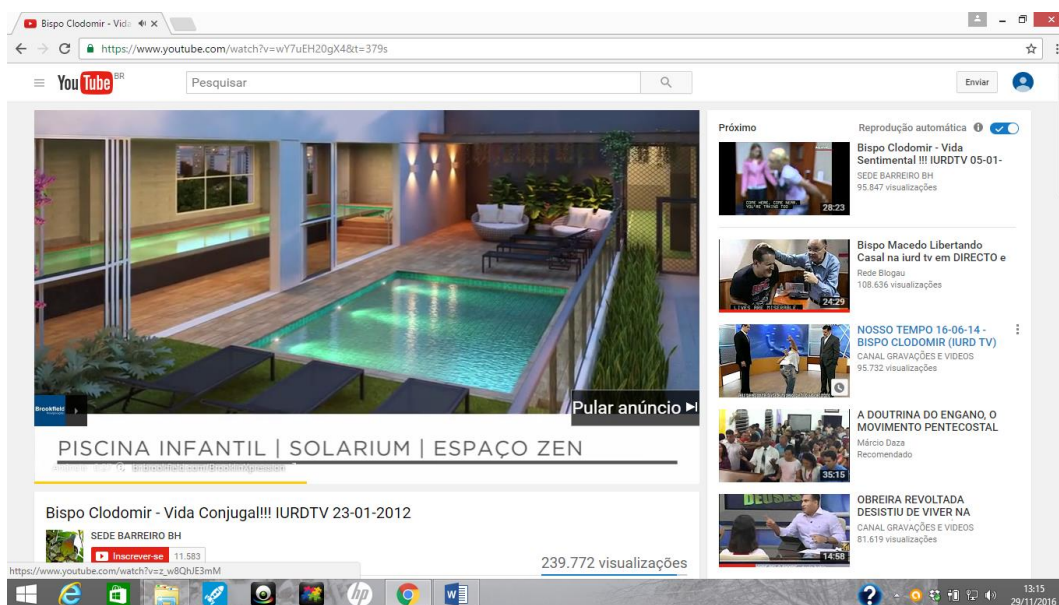 Bispo Clodomir - Vida
https://www.youtube.com/watch?v=wY7uEH20gX4&t=379s
YouTube BR
Pesquisar
Enviar
Brookfield
Pular anúncio
PISCINA INFANTIL | SOLARIUM | ESPAÇO ZEN
Bispo Clodomir - Vida Conjugal!!! IURDTV 23-01-2012
SEDE BARREIRO BH
Inscrever-se 11.583
239.772 visualizações
https://www.youtube.com/watch?v=z_w8QhJE3mM
Próximo
Reprodução automática
Bispo Clodomir - Vida
Sentimental !!! IURDTV 05-01-
SEDE BARREIRO BH
95.847 visualizações
28:23
Bispo Macedo Libertando
Casal na iurd tv em DIRECTO e
Rede Blogau
108.636 visualizações
24:29
NOSSO TEMPO 16-06-14 -
BISPO CLODOMIR (IURD TV)
CANAL GRAVAÇÕES E VIDEOS
95.732 visualizações
A DOUTRINA DO ENGANO, O
MOVIMENTO PENTECOSTAL
Márcio Daza
Recomendado
35:15
DEUSES
OBREIRA REVOLTADA
DESISTIU DE VIVER NA
CANAL GRAVAÇÕES E VIDEOS
81.619 visualizações
14:58
hp
13:15
29/11/2016